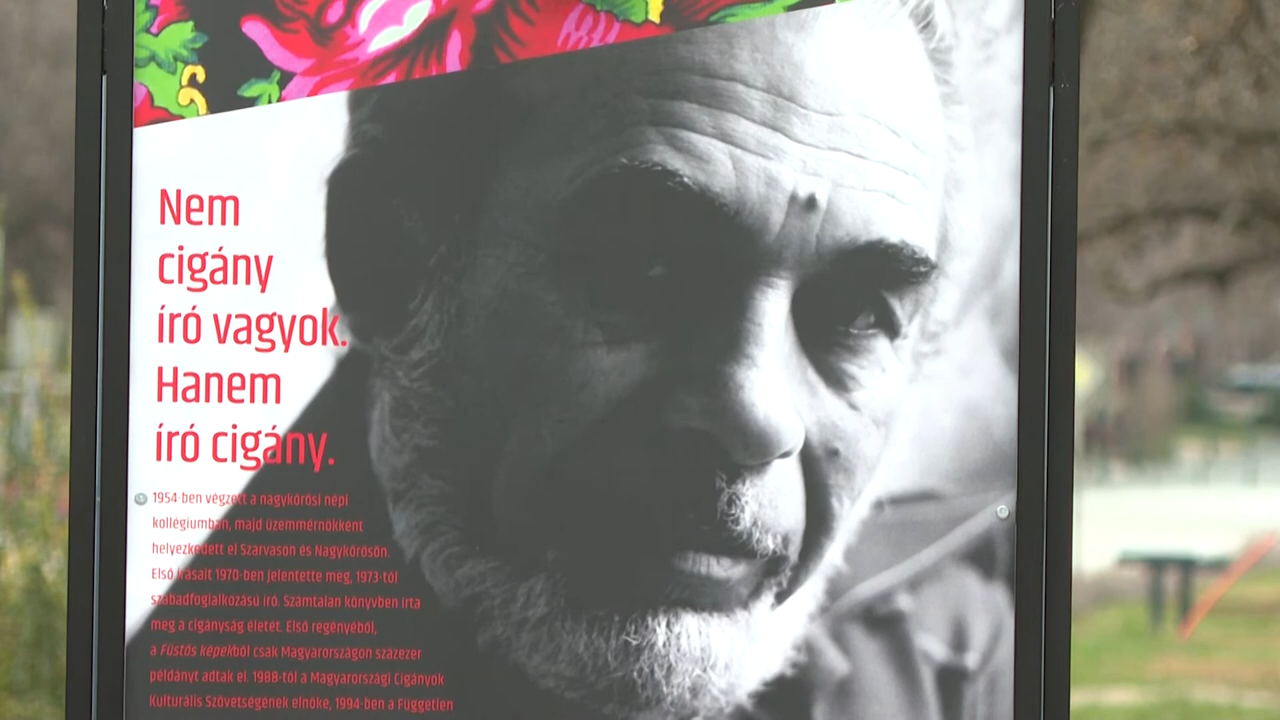 Nem
cigány
író vagyok.
Hanem
író cigány.
1954-ben végzett a nagykőrösi népi
kollégiumban, majd üzemmérnökként
helyezkedett el Szarvason és Nagykőrösön.
Első írásait 1970-ben jelentette meg, 1973-tól
szabadfoglalkozású író. Számtalan könyvben írta
meg a cigányság életét. Első regényéből,
a Füstös képekből csak Magyarországon százezer
példányt adtak el. 1988-tól a Magyarországi Cigányok
Kulturális Szövetségének elnöke, 1994-ben a Független